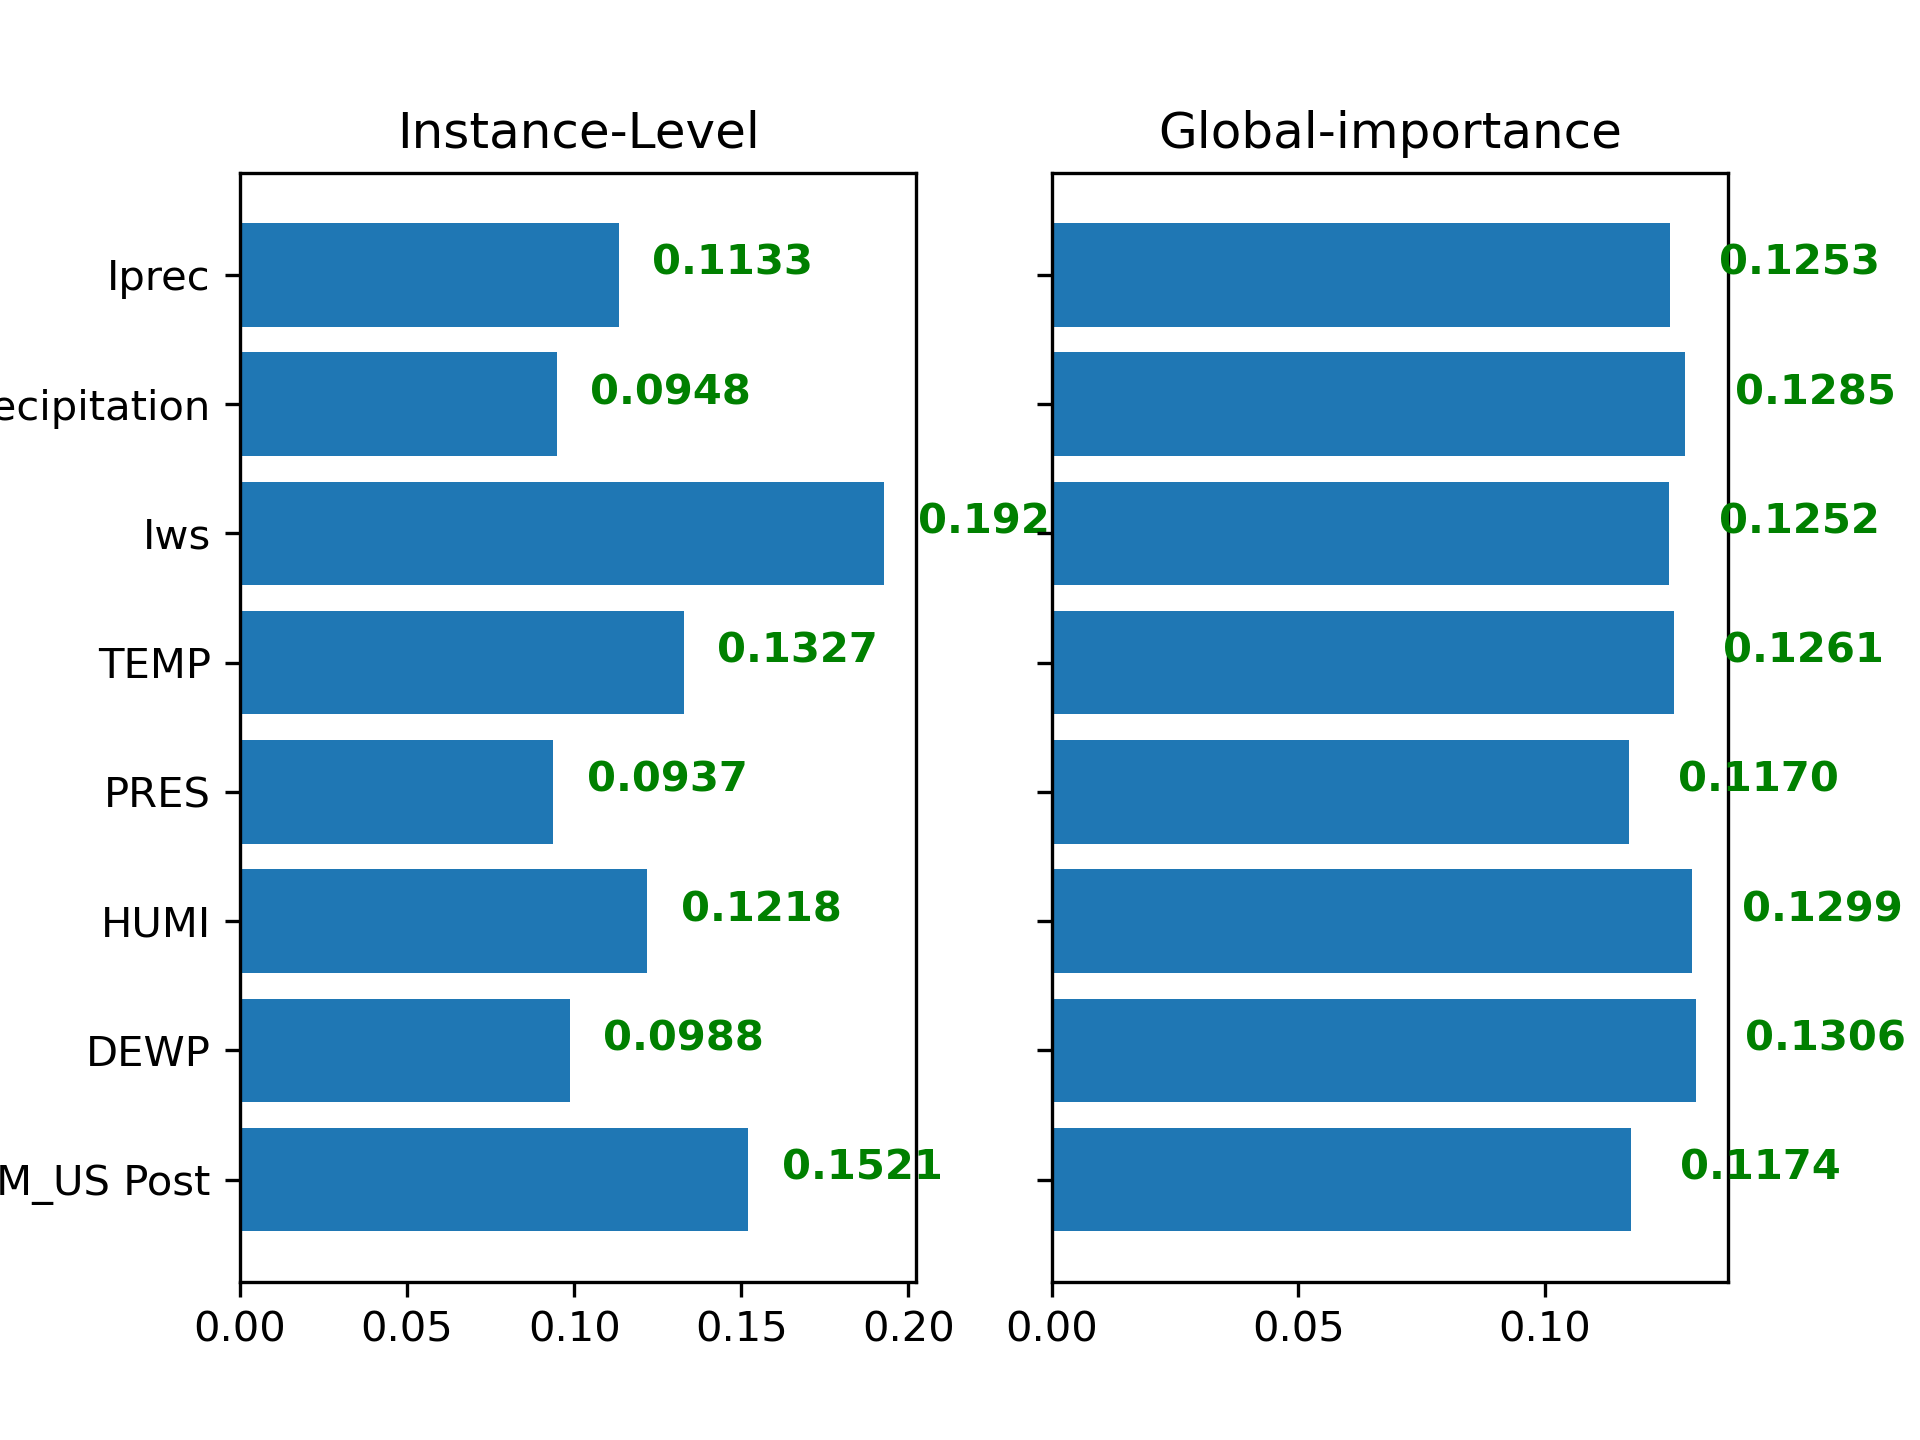 Instance-Level
Global-importance
Iprec
0.1133
0.1253
ecipitation
0.0948
0.1285
Iws
0.192
0.1252
TEMP
0.1327
0.1261
PRES
0.0937
0.1170
HUMI
0.1218
0.1299
DEWP
0.0988
0.1306
M_US Post
0.1521
0.1174
0.00 0.05 0.10 0.15 0.20
0.00 0.05 0.10